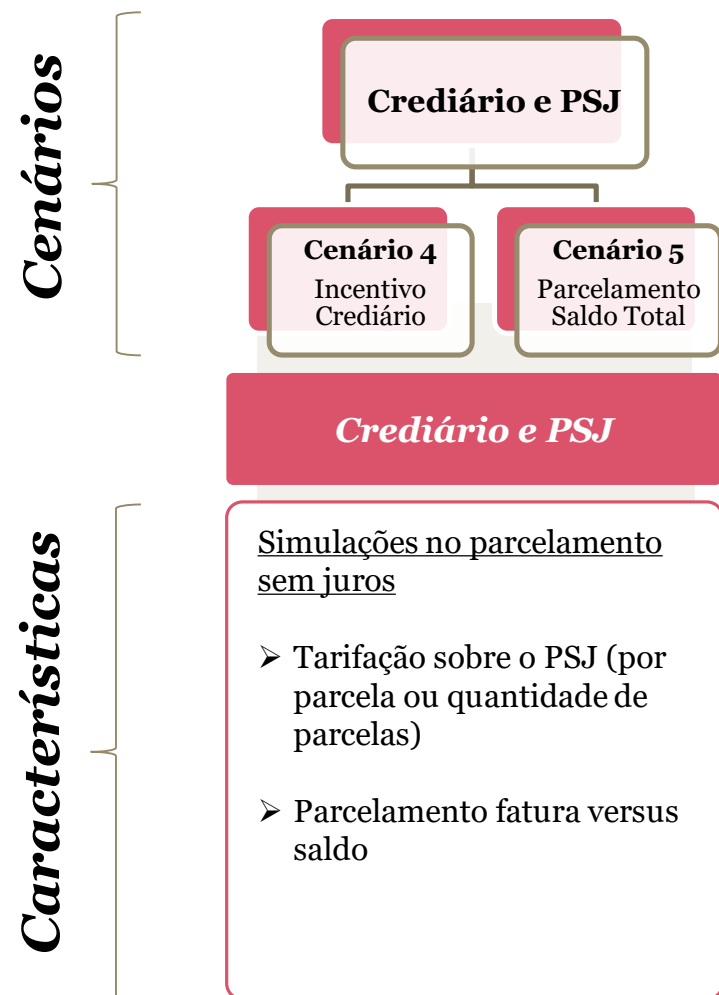 Cenários
Crediário e PSJ
Cenário 4
Incentivo
Crediário
Cenário 5
Parcelamento
Saldo Total
Crediário e PSJ
Características
Simulações no parcelamento
sem juros
➢ Tarifação sobre o PSJ (por
parcela ou quantidade de
parcelas)
➢ Parcelamento fatura versus
saldo